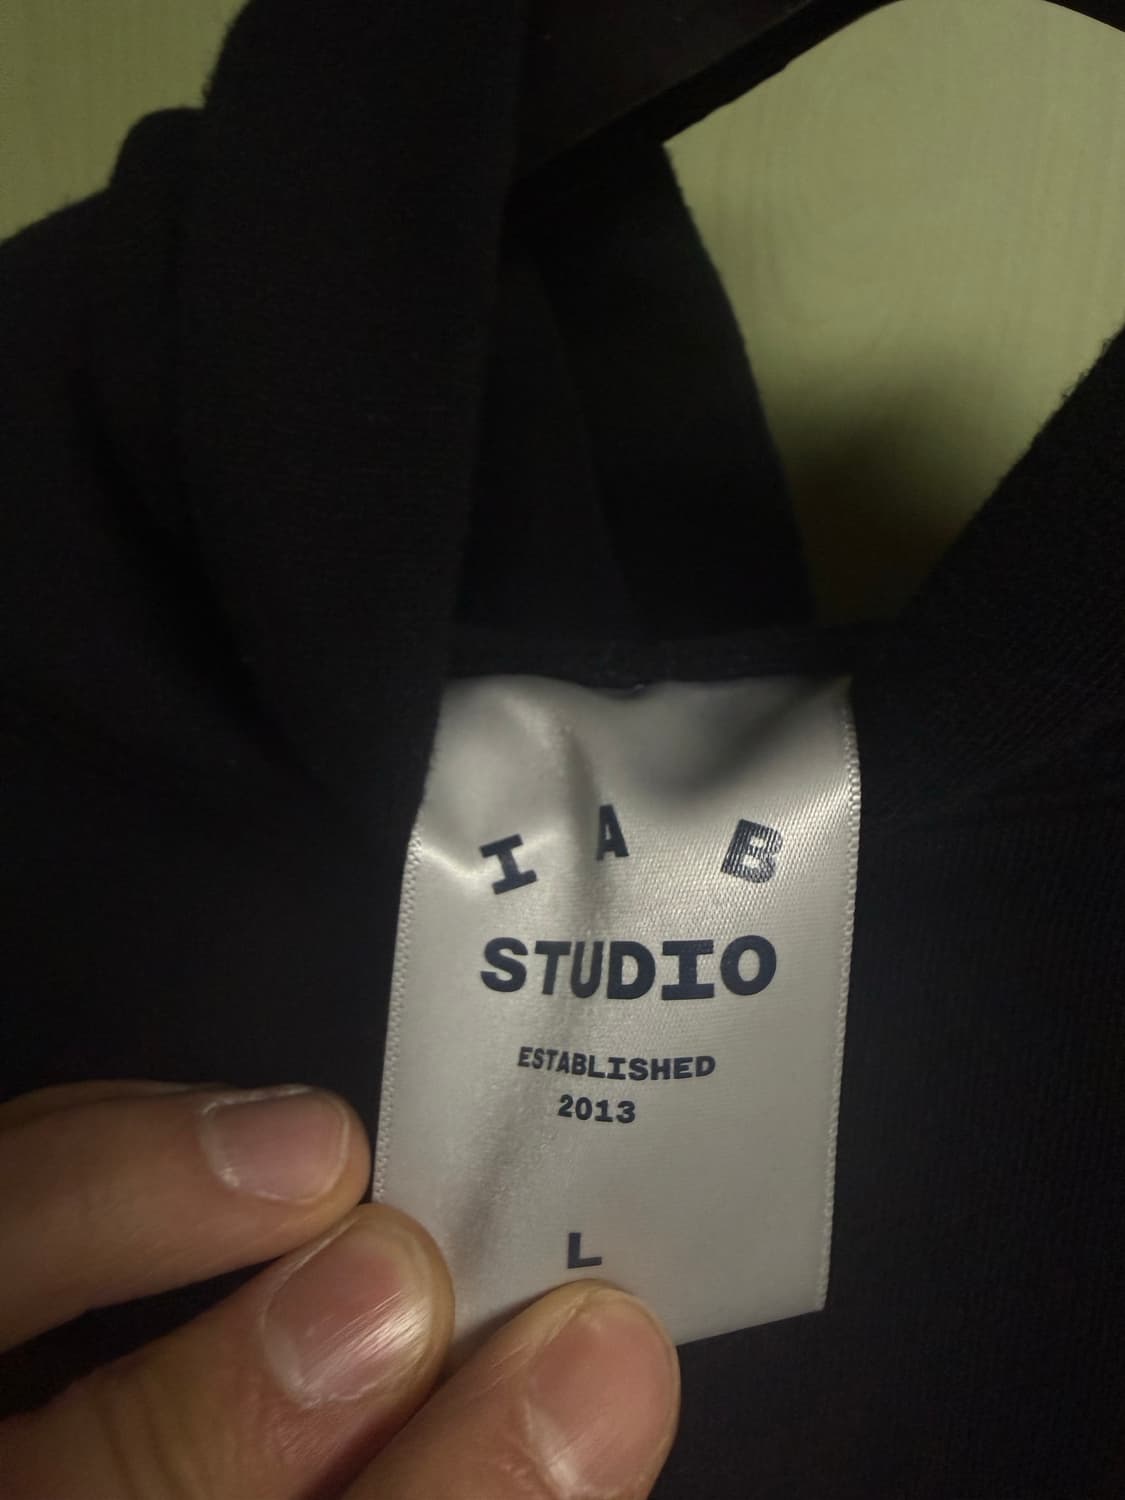 I A B
STUDIO
ESTABLISHED
2013
L